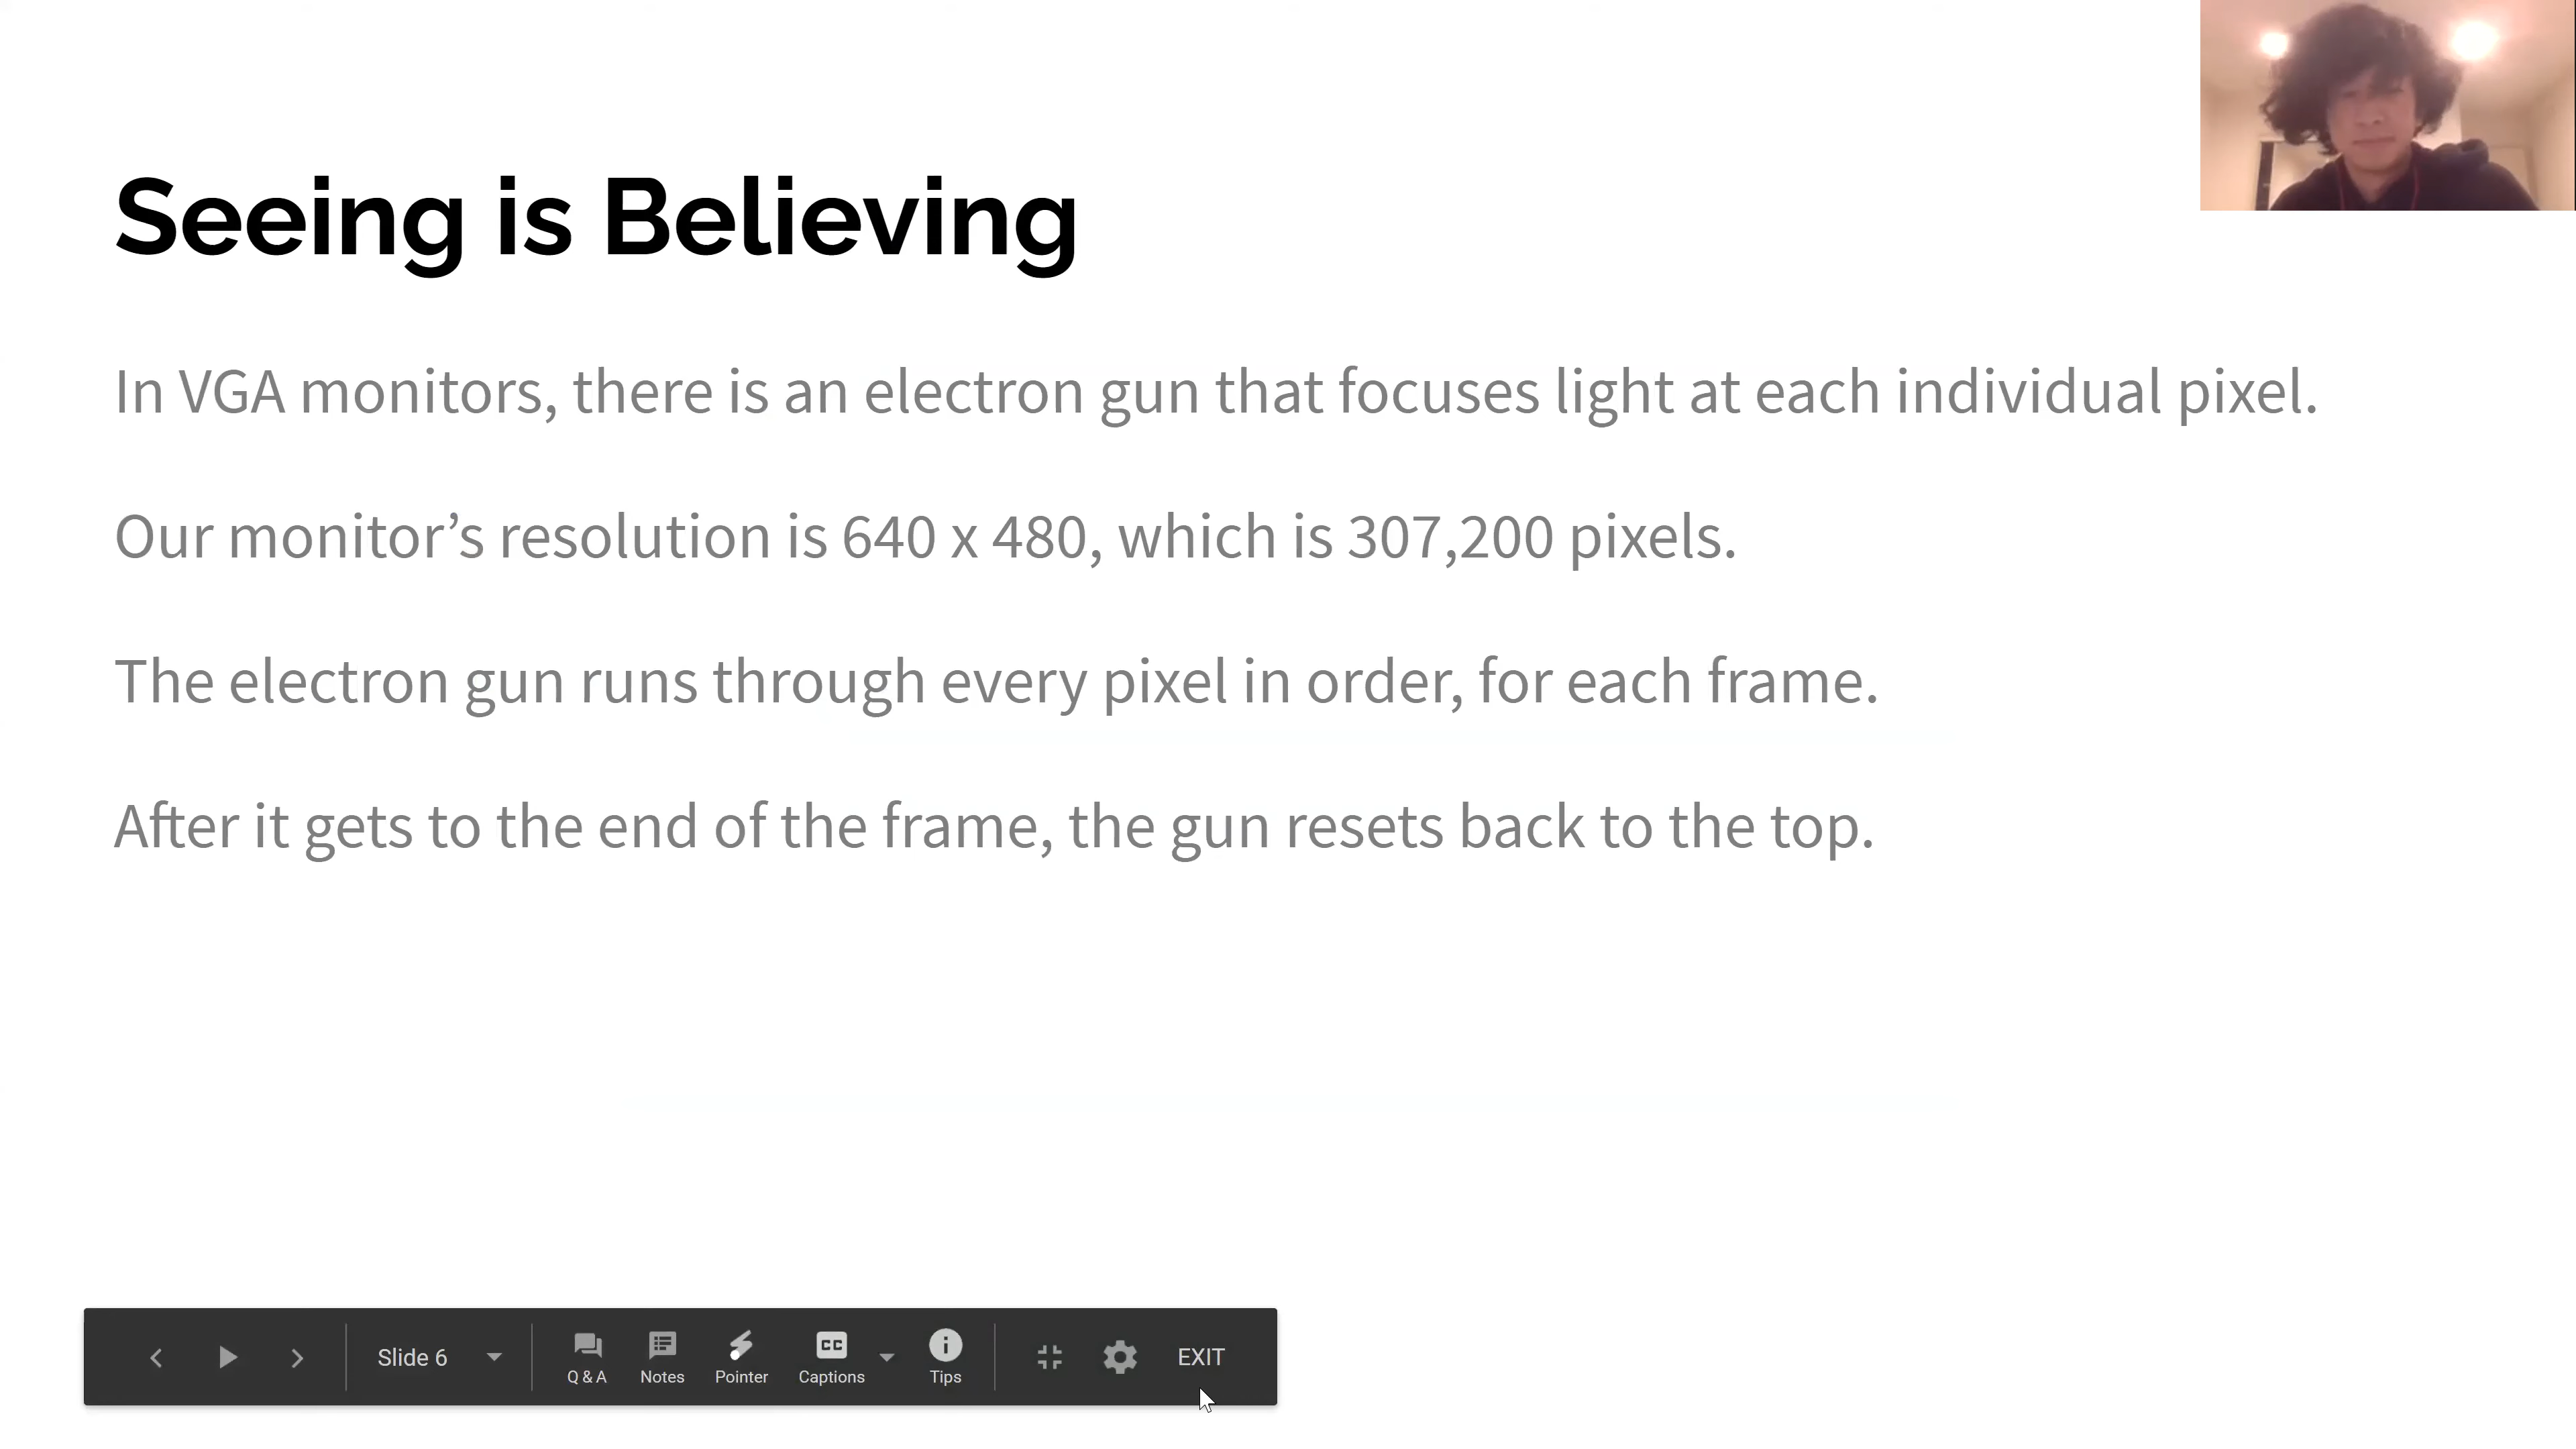 Seeing is Believing
In VGA monitors, there is an electron gun that focuses light at each individual pixel.
Our monitor’s resolution is 640 x 480, which is 307,200 pixels.
The electron gun runs through every pixel in order, for each frame.
After it gets to the end of the frame, the gun resets back to the top.
Slide 6 Q & A Notes Pointer CC Captions Tips EXIT